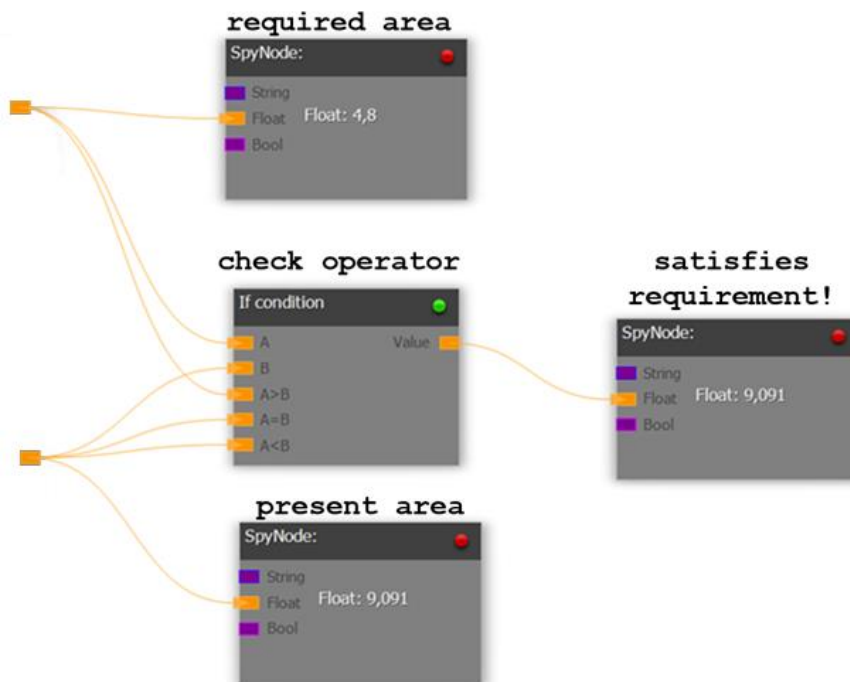 required area
SpyNode:
String
Float Float: 4,8
Bool
check operator
If condition
A Value
B
A>B
A=B
A<B
satisfies
requirement!
SpyNode:
String
Float Float: 9,091
Bool
present area
SpyNode:
String
Float Float: 9,091
Bool